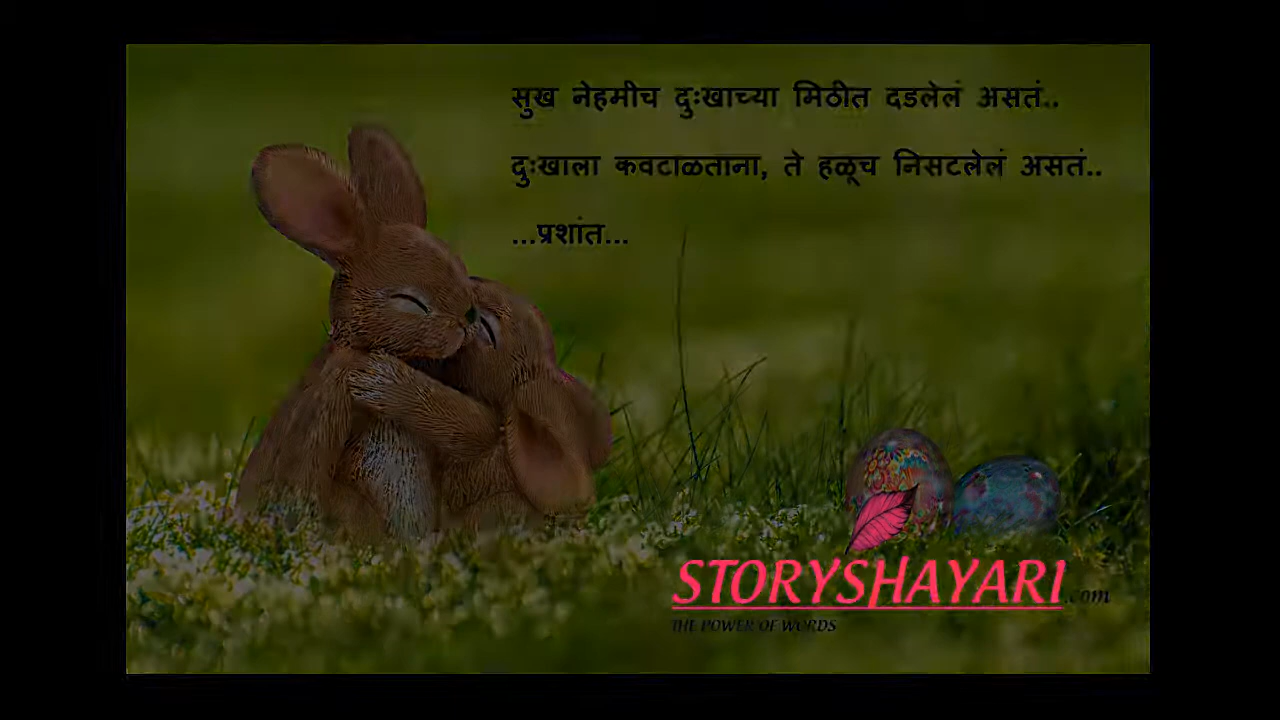 सुख नेहमीच दुःखाच्या मिठीत दडलेलं असतं..
दुःखाला कवटाळताना, ते हळूच निसटलेलं असतं..
...प्रशांत...
STORYSHAYARI.com
THE POWER OF WORDS